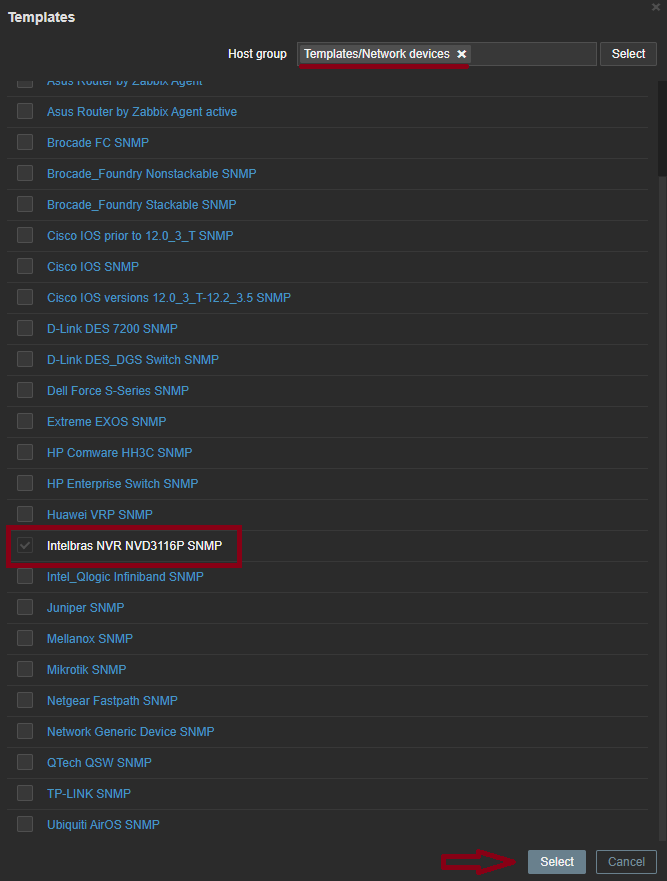 Templates
Host group Templates/Network devices Select
Asus Router by Zabbix Agent
Asus Router by Zabbix Agent active
Brocade FC SNMP
Brocade_Foundry Nonstackable SNMP
Brocade_Foundry Stackable SNMP
Cisco IOS prior to 12.0_3_T SNMP
Cisco IOS SNMP
Cisco IOS versions 12.0_3_T-12.2_3.5 SNMP
D-Link DES 7200 SNMP
D-Link DES_DGS Switch SNMP
Dell Force S-Series SNMP
Extreme EXOS SNMP
HP Comware HH3C SNMP
HP Enterprise Switch SNMP
Huawei VRP SNMP
Intelbras NVR NVD3116P SNMP
Intel_Qlogic Infiniband SNMP
Juniper SNMP
Mellanox SNMP
Mikrotik SNMP
Netgear Fastpath SNMP
Network Generic Device SNMP
QTech QSW SNMP
TP-LINK SNMP
Ubiquiti AirOS SNMP
Select Cancel